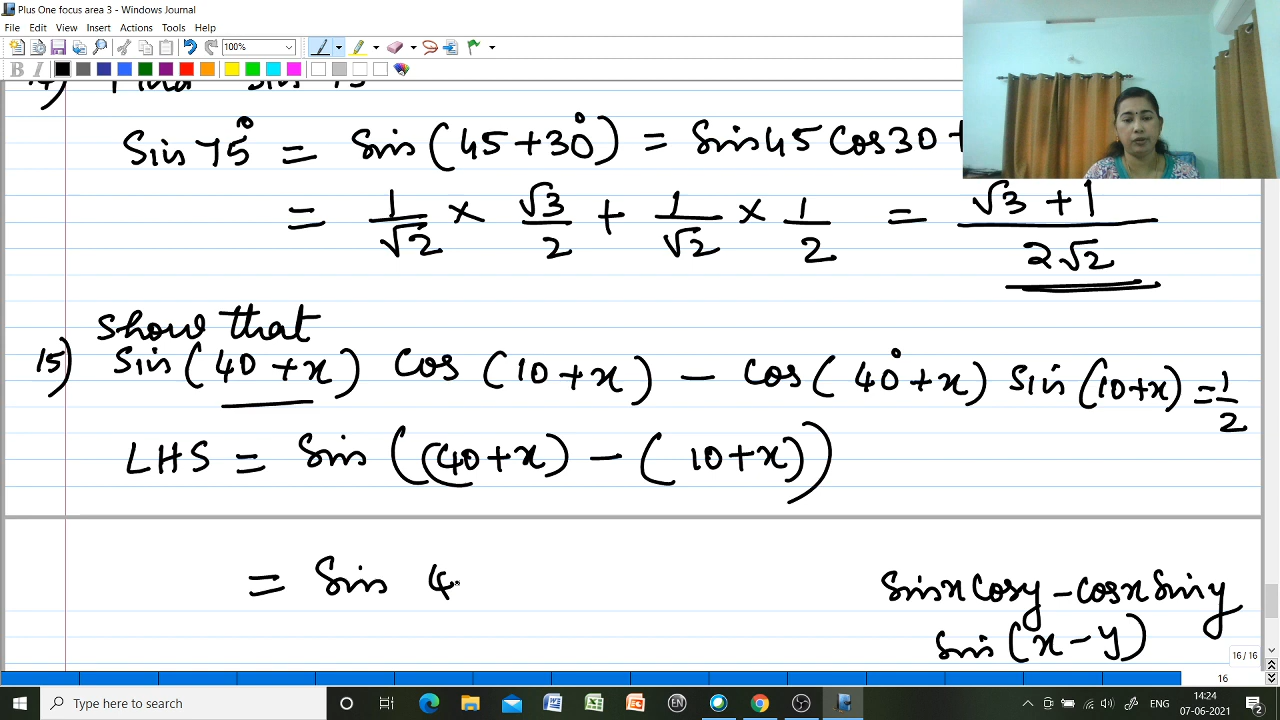 Plus One focus area 3 - Windows Journal
File Edit View Insert Actions Tools Help
100%
B I
Sin 75° = Sin(45+30°) = Sin45 Cos30 +
= 1/√2 × √3/2 + 1/√2 × 1/2 = √3 + 1 / 2√2
Show that
15) Sin(40+x) Cos(10+x) - Cos(40°+x) Sin(10+x) = 1/2
LHS = Sin((40+x) - (10+x))
= Sin 4
Sinx Cosy - Cosx Siny
Sin(x-y)
16 / 16
16
Type here to search
ENG
14:24
07-06-2021
2